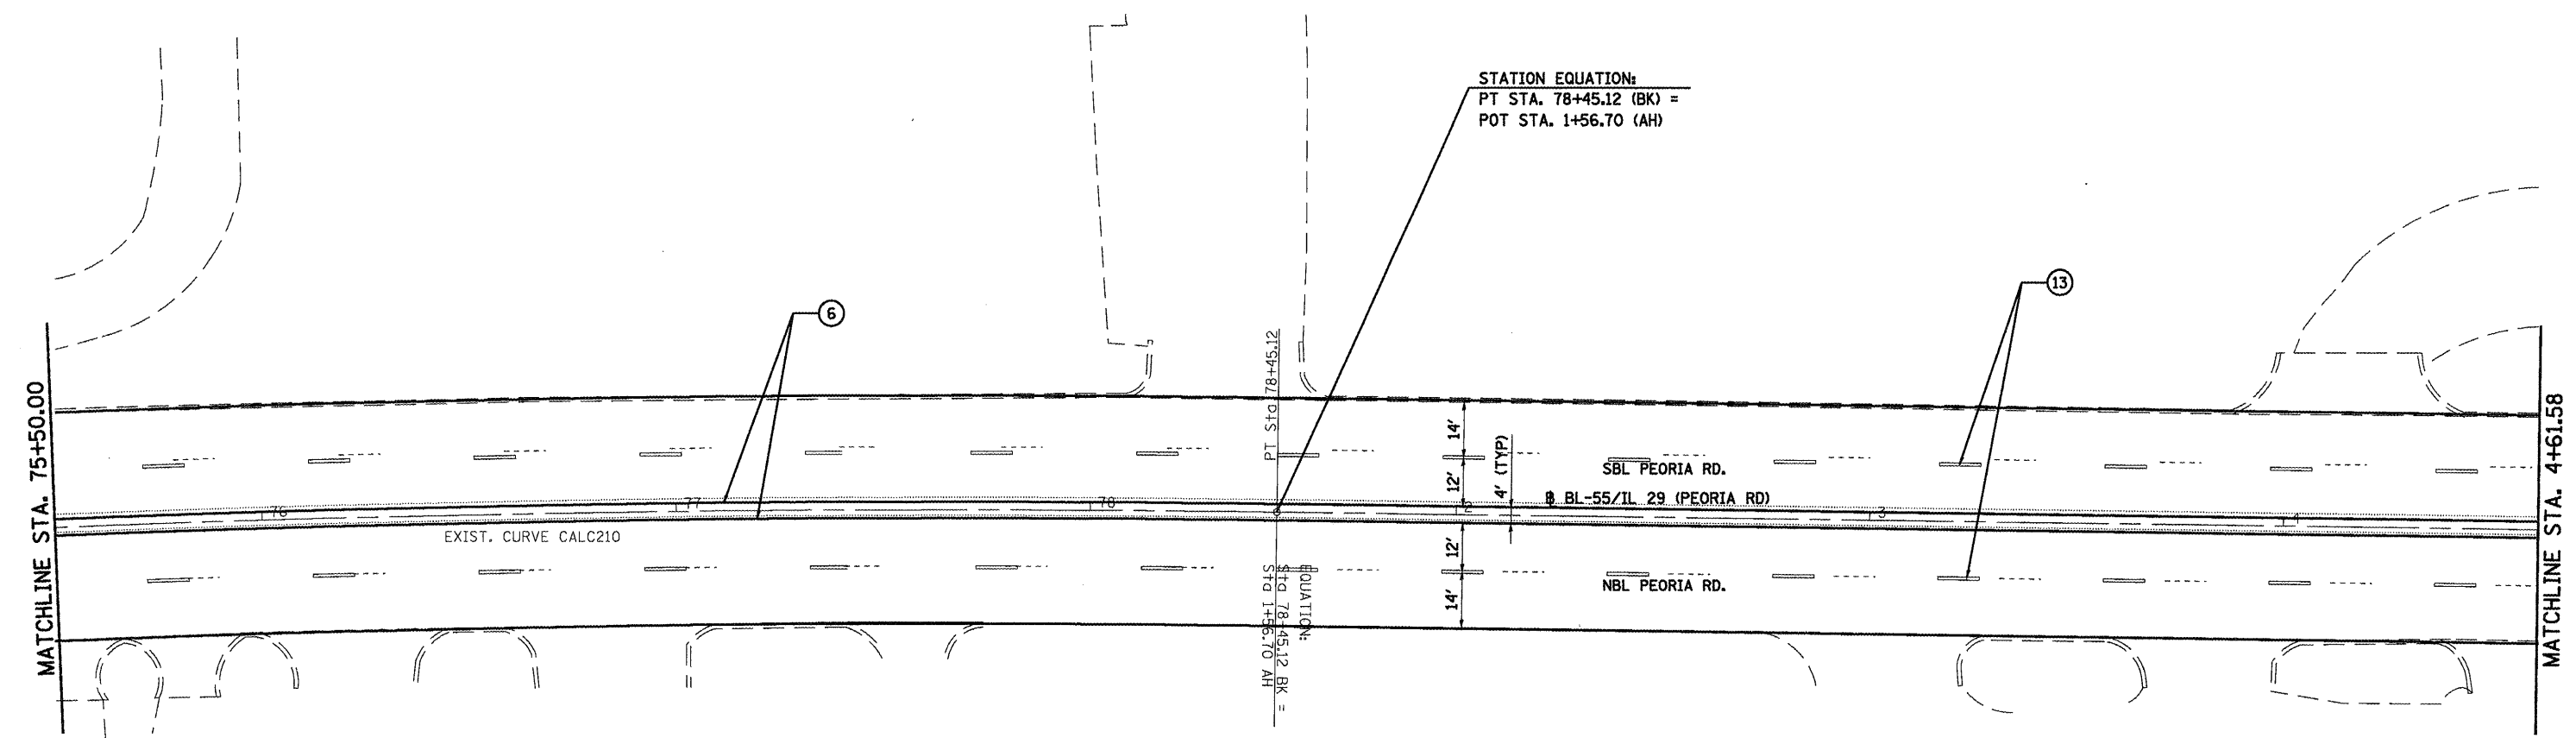 STATION EQUATION:
PT STA. 78+45.12 (BK) =
POT STA. 1+56.70 (AH)
13
6
MATCHLINE STA. 75+50.00
PT Sta 78+45.12
14'
12'
4' (TYP)
SBL PEORIA RD.
BL-55/IL 29 (PEORIA RD)
76
77
78
2
3
4
EXIST. CURVE CALC210
12'
14'
NBL PEORIA RD.
EQUATION:
Sta 78+45.12 BK =
Sta 1+56.70 AH
MATCHLINE STA. 4+61.58